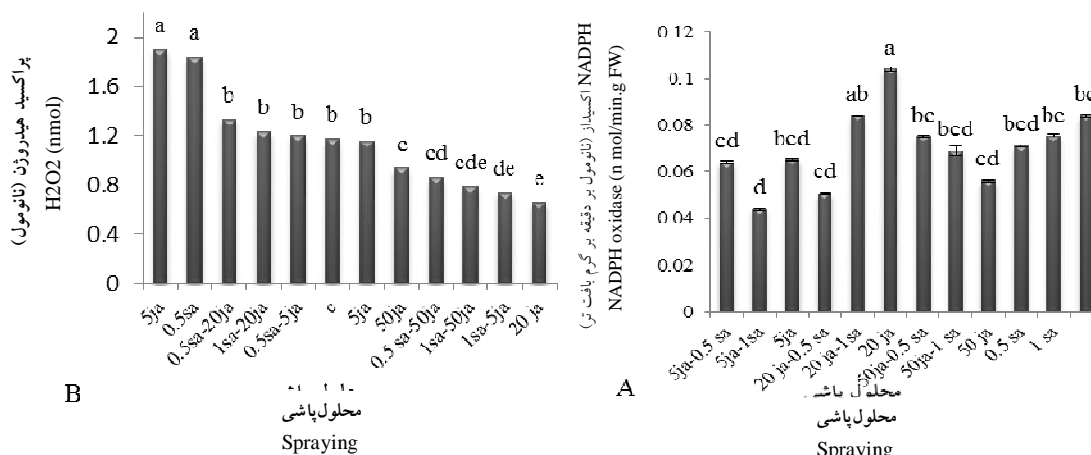 پراکسید هیدروژن (نانومول)
H2O2 (nmol)
2
1.6
1.2
0.8
0.4
0
a
a
b
b
b
b
b
c
cd
cde
de
e
5ja
0.5sa
0.5sa-20ja
1sa-20ja
0.5sa-5ja
c
5ja
50ja
0.5 sa-50ja
1sa-50ja
1sa-5ja
20 ja
محلول‌پاشی
Spraying
B
NADPH اکسیداز (نانومول بر دقیقه بر گرم بافت تر)
NADPH oxidase (n mol/min.g FW)
0.12
0.1
0.08
0.06
0.04
0.02
0
cd
d
bcd
cd
ab
a
bc
bcd
cd
bcd
bc
bc
5ja-0.5 sa
5ja-1sa
5ja
20 ja-0.5 sa
20 ja-1sa
20 ja
50ja-0.5 sa
50ja-1 sa
50 ja
0.5 sa
1 sa
محلول پاشی
محلول‌پاشی
Spraying
A